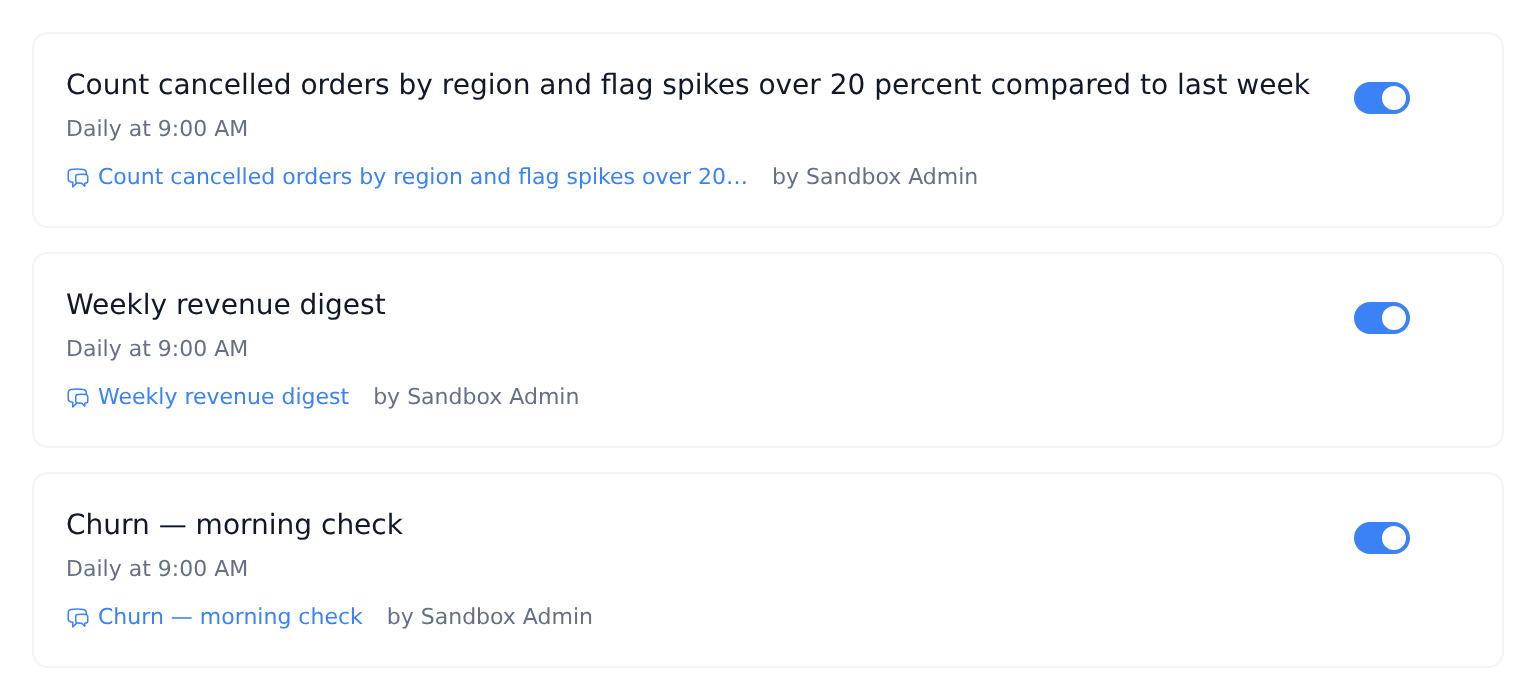 Count cancelled orders by region and flag spikes over 20 percent compared to last week
Daily at 9:00 AM
Count cancelled orders by region and flag spikes over 20… by Sandbox Admin
Weekly revenue digest
Daily at 9:00 AM
Weekly revenue digest by Sandbox Admin
Churn — morning check
Daily at 9:00 AM
Churn — morning check by Sandbox Admin